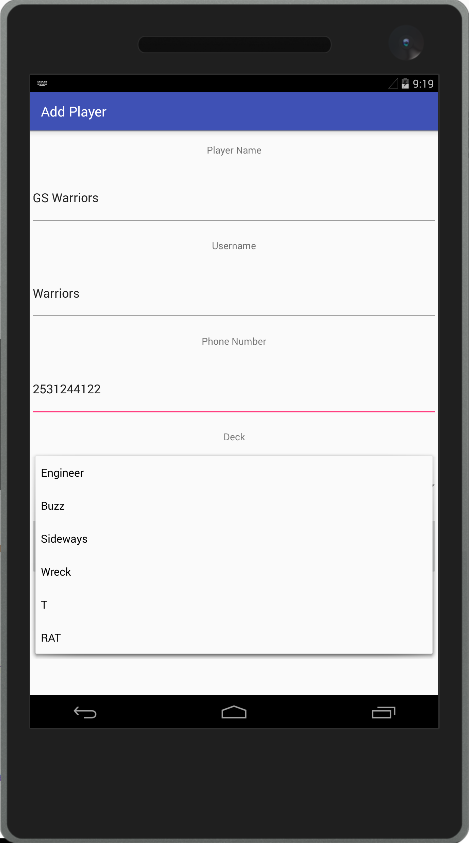 9:19
Add Player
Player Name
GS Warriors
Username
Warriors
Phone Number
2531244122
Deck
Engineer
Buzz
Sideways
Wreck
T
RAT